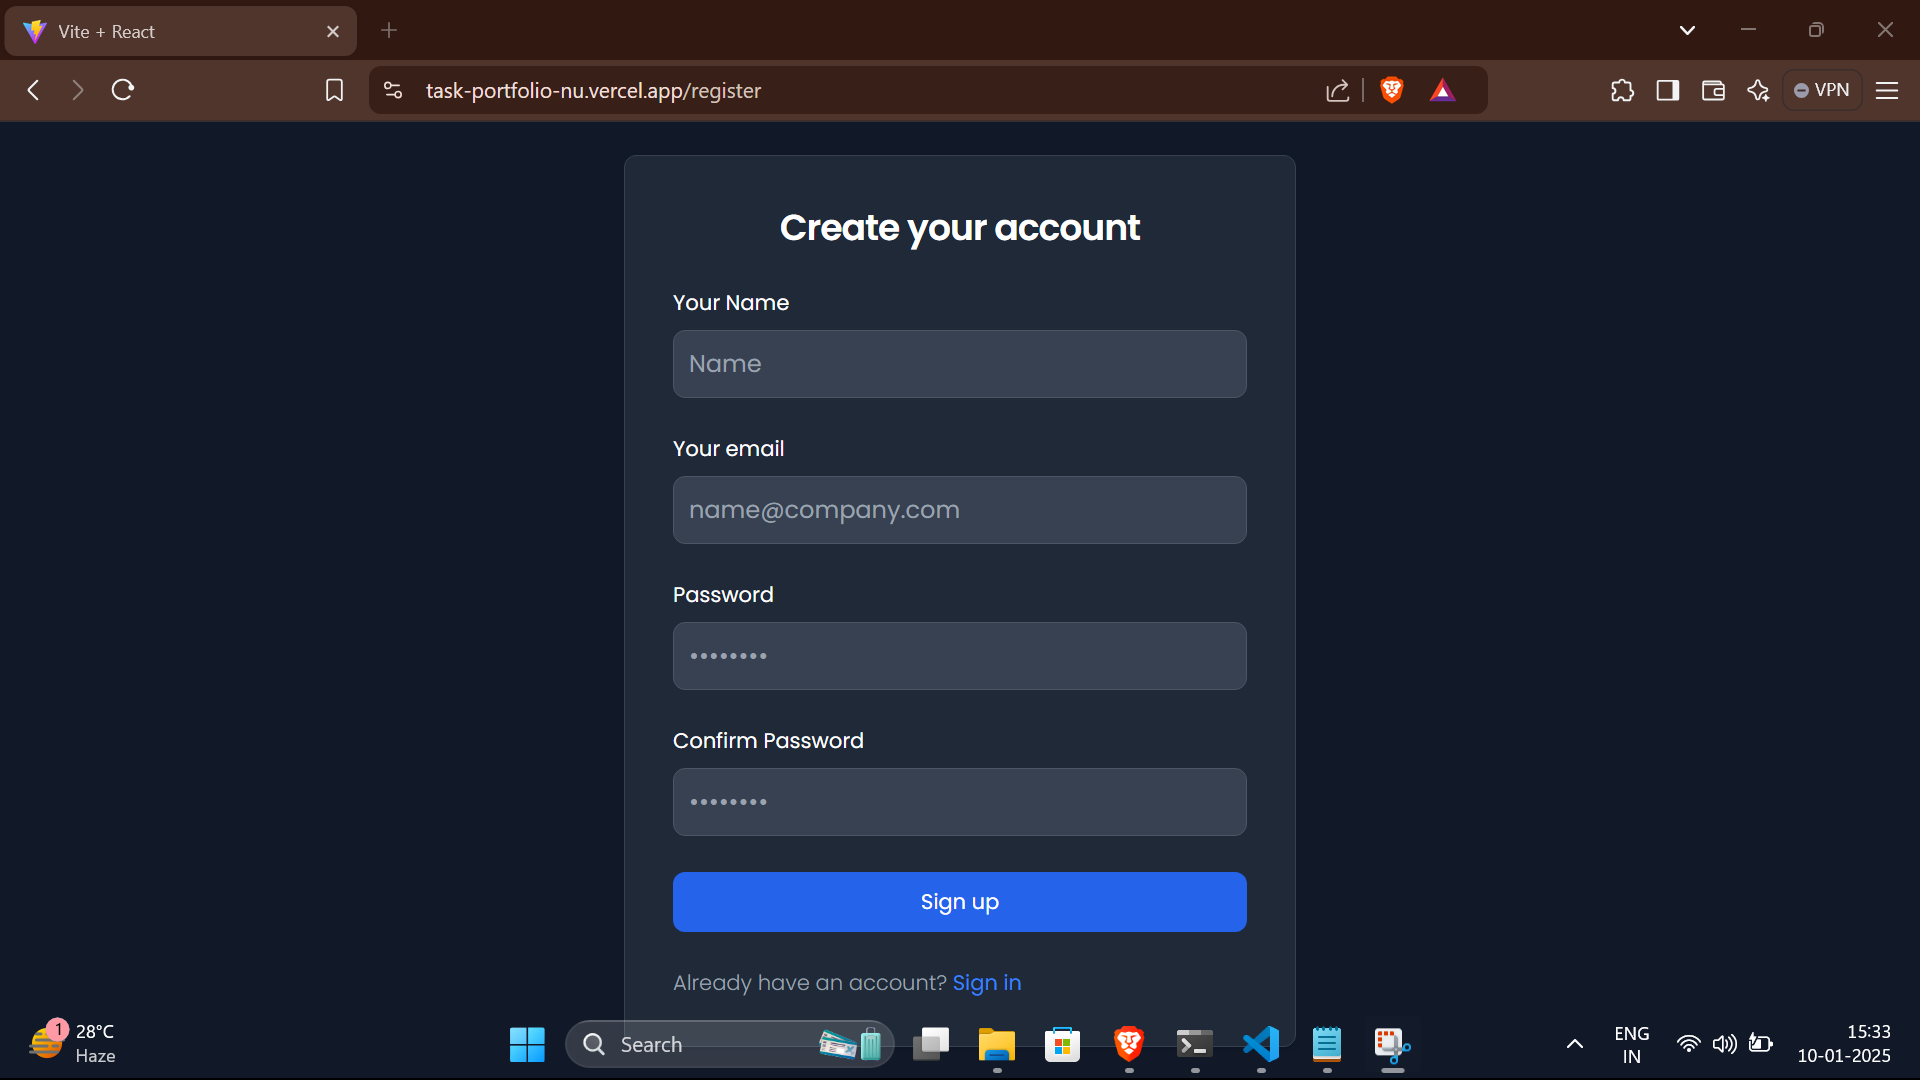 Vite + React
task-portfolio-nu.vercel.app/register
VPN
Create your account
Your Name
Name
Your email
name@company.com
Password
••••••••
Confirm Password
••••••••
Sign up
Already have an account? Sign in
1
28°C
Haze
Search
ENG
IN
15:33
10-01-2025